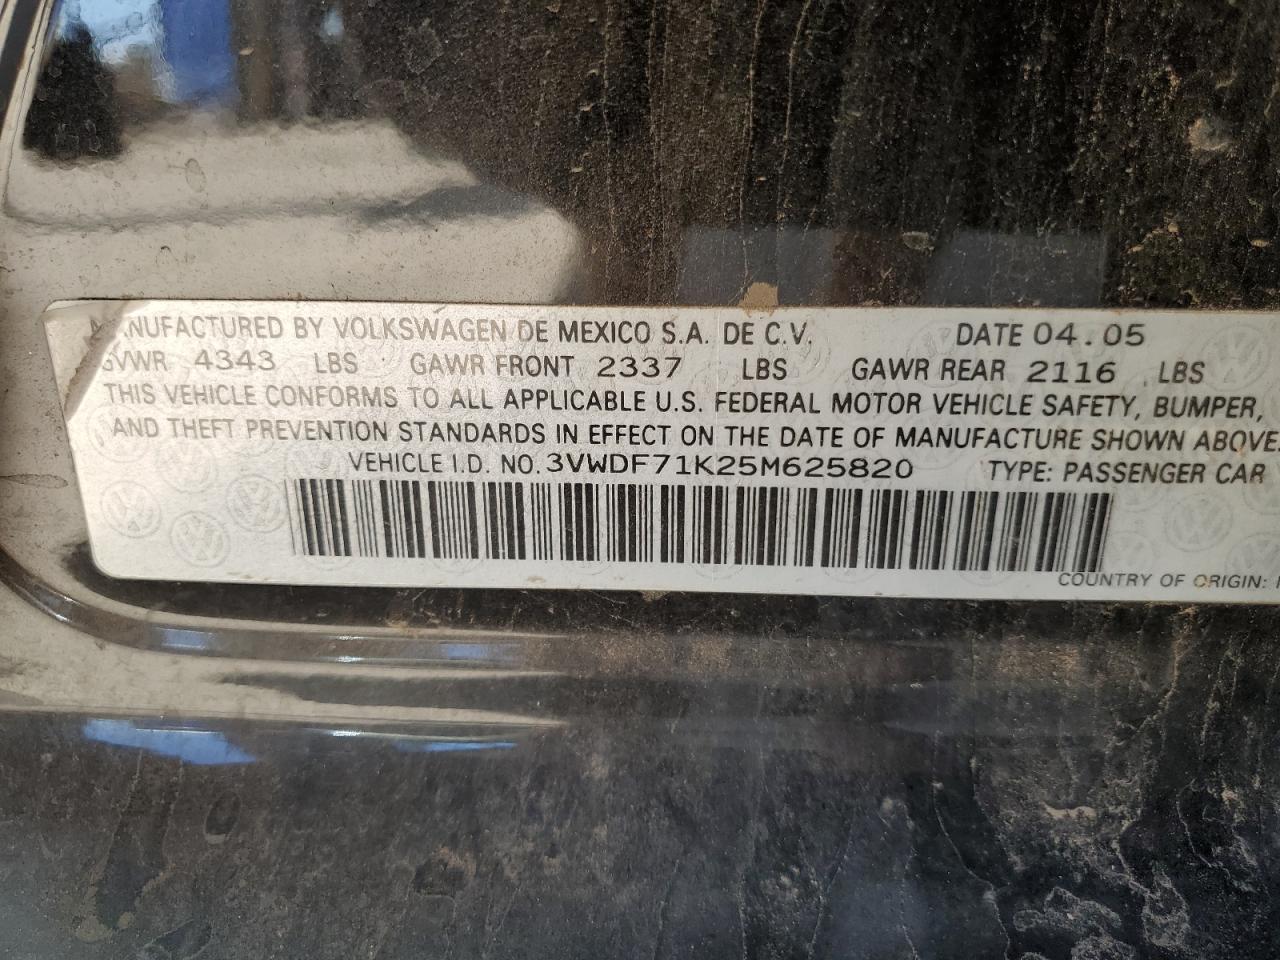 MANUFACTURED BY VOLKSWAGEN DE MEXICO S.A. DE C.V. DATE 04.05
GVWR 4343 LBS GAWR FRONT 2337 LBS GAWR REAR 2116 LBS
THIS VEHICLE CONFORMS TO ALL APPLICABLE U.S. FEDERAL MOTOR VEHICLE SAFETY, BUMPER,
AND THEFT PREVENTION STANDARDS IN EFFECT ON THE DATE OF MANUFACTURE SHOWN ABOVE.
VEHICLE I.D. NO. 3VWDF71K25M625820 TYPE: PASSENGER CAR
COUNTRY OF ORIGIN: